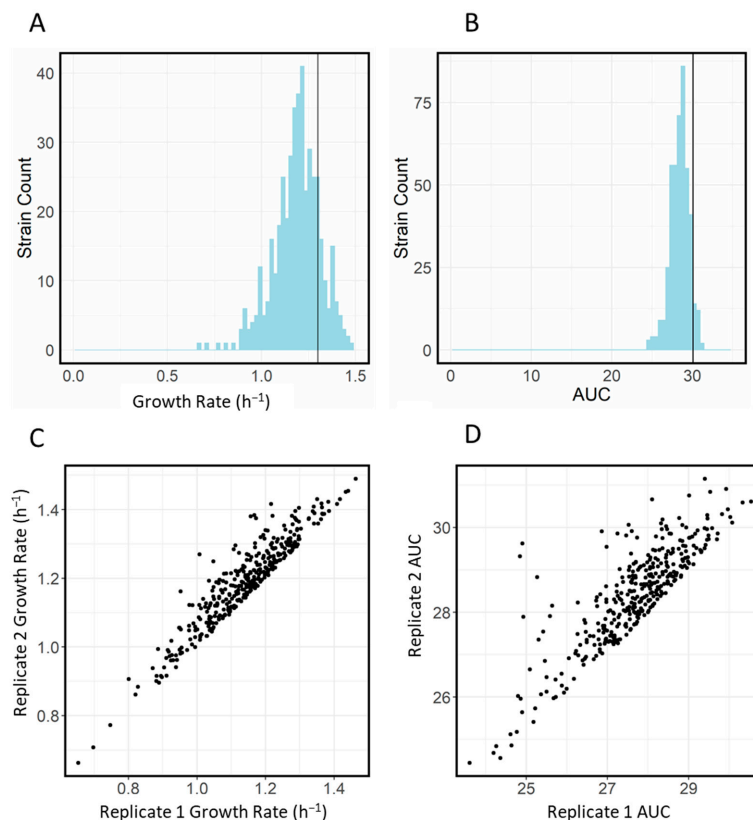 A
B
Strain Count
40
30
20
10
0
0.0 0.5 1.0 1.5
Growth Rate (h⁻¹)
Strain Count
75
50
25
0
0 10 20 30
AUC
C
D
Replicate 2 Growth Rate (h⁻¹)
1.4
1.2
1.0
0.8
0.8 1.0 1.2 1.4
Replicate 1 Growth Rate (h⁻¹)
Replicate 2 AUC
30
28
26
25 27 29
Replicate 1 AUC